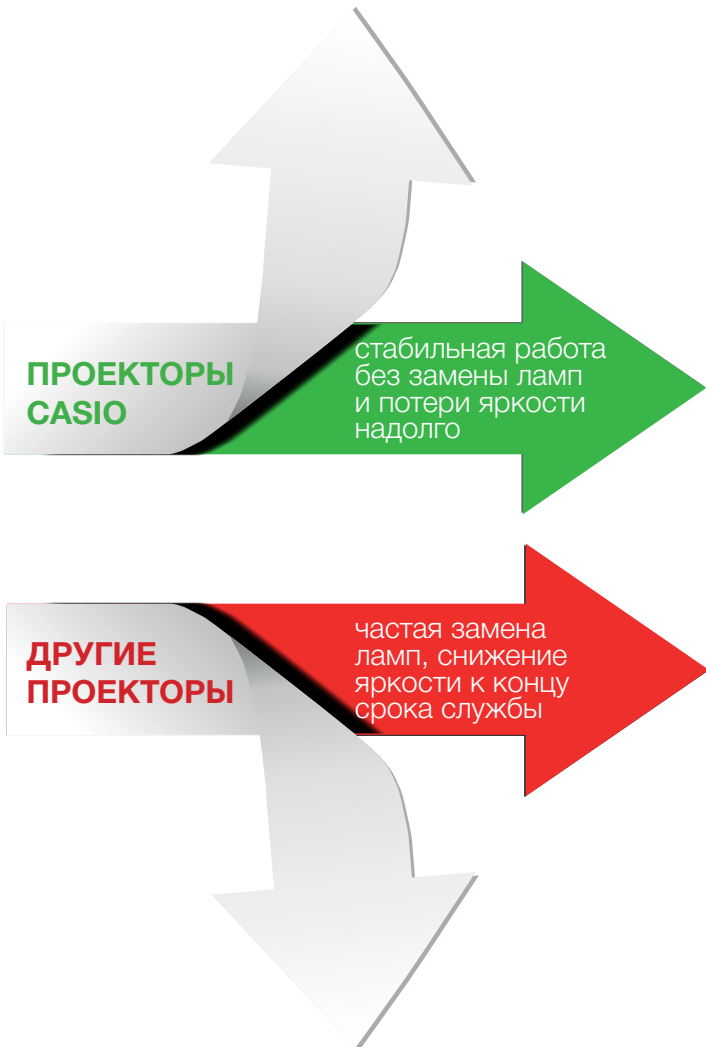 ПРОЕКТОРЫ
CASIO
стабильная работа
без замены ламп
и потери яркости
надолго
ДРУГИЕ
ПРОЕКТОРЫ
частая замена
ламп, снижение
яркости к концу
срока службы